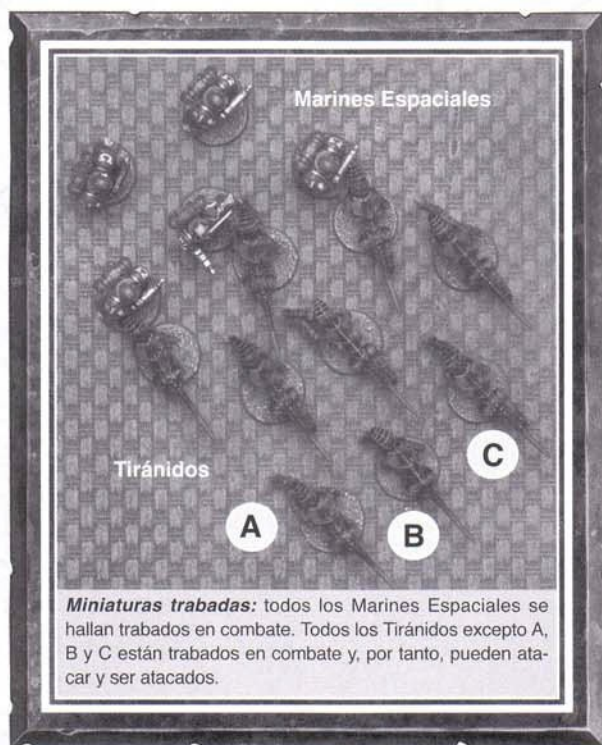 Marines Espaciales
Tiránidos
C
A
B
Miniaturas trabadas: todos los Marines Espaciales se
hallan trabados en combate. Todos los Tiránidos excepto A,
B y C están trabados en combate y, por tanto, pueden ata-
car y ser atacados.